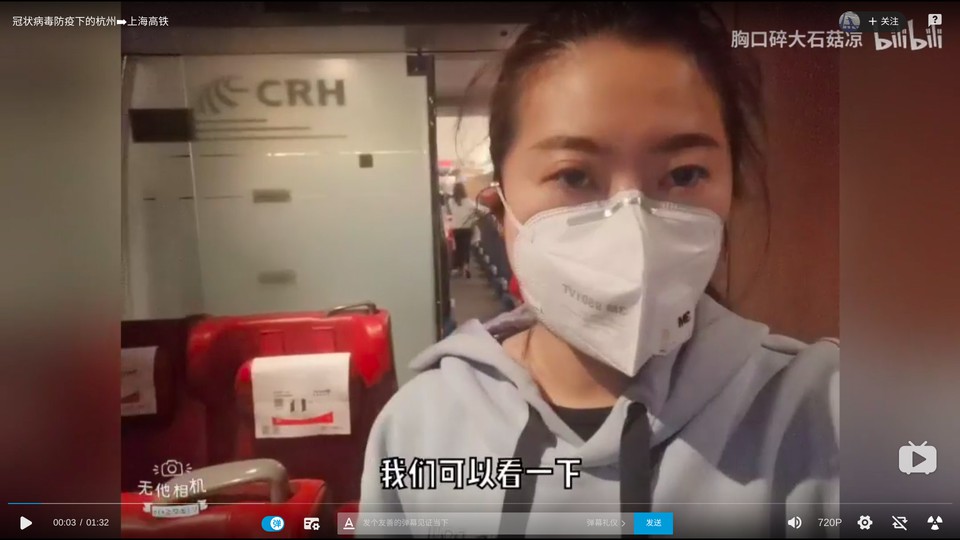 冠状病毒防疫下的杭州➡上海高铁
+ 关注
胸口碎大石菇凉 bilibili
CRH
我们可以看一下
无他相机
00:03 / 01:32
弹
发个友善的弹幕见证当下
弹幕礼仪 >
发送
720P